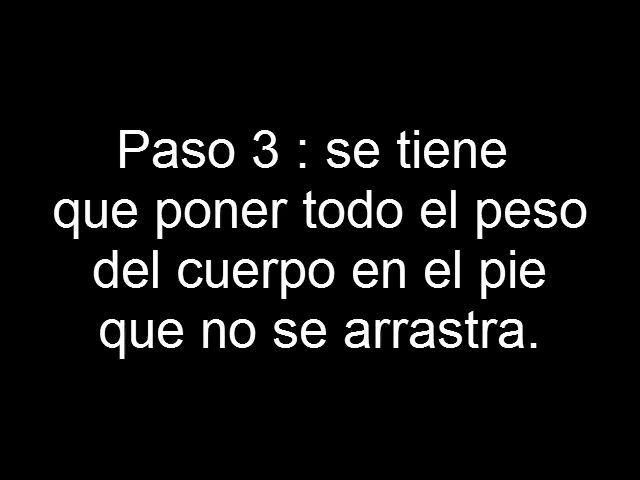 Paso 3 : se tiene
que poner todo el peso
del cuerpo en el pie
que no se arrastra.